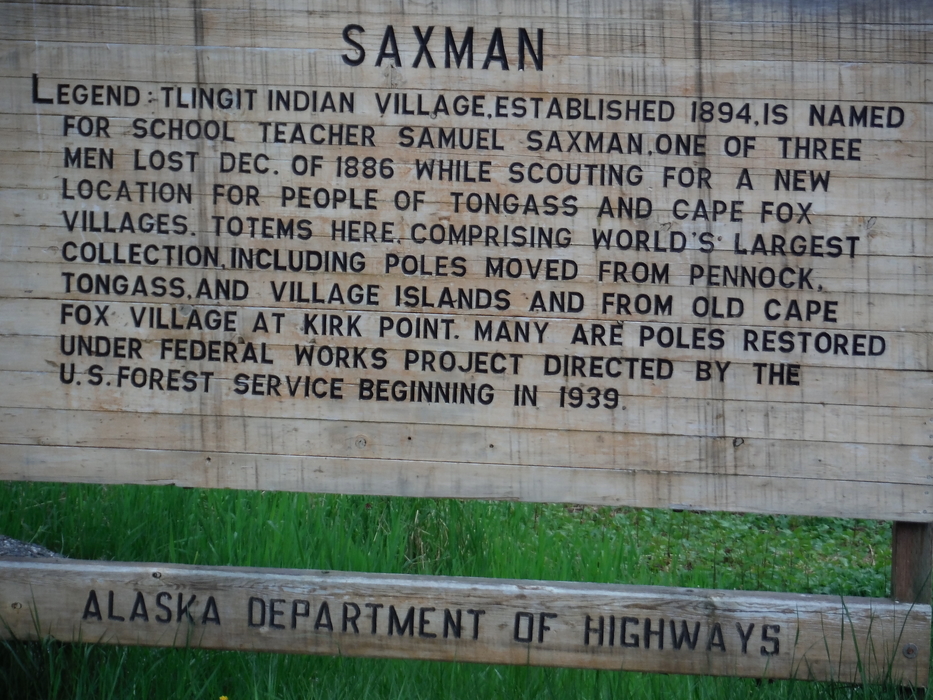 SAXMAN
LEGEND: TLINGIT INDIAN VILLAGE, ESTABLISHED 1894, IS NAMED
FOR SCHOOL TEACHER SAMUEL SAXMAN, ONE OF THREE
MEN LOST DEC. OF 1886 WHILE SCOUTING FOR A NEW
LOCATION FOR PEOPLE OF TONGASS AND CAPE FOX
VILLAGES. TOTEMS HERE, COMPRISING WORLD'S LARGEST
COLLECTION, INCLUDING POLES MOVED FROM PENNOCK,
TONGASS, AND VILLAGE ISLANDS AND FROM OLD CAPE
FOX VILLAGE AT KIRK POINT. MANY ARE POLES RESTORED
UNDER FEDERAL WORKS PROJECT DIRECTED BY THE
U.S. FOREST SERVICE BEGINNING IN 1939.
ALASKA DEPARTMENT OF HIGHWAYS